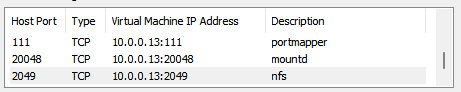 Host Port Type Virtual Machine IP Address Description
111 TCP 10.0.0.13:111 portmapper
20048 TCP 10.0.0.13:20048 mountd
2049 TCP 10.0.0.13:2049 nfs